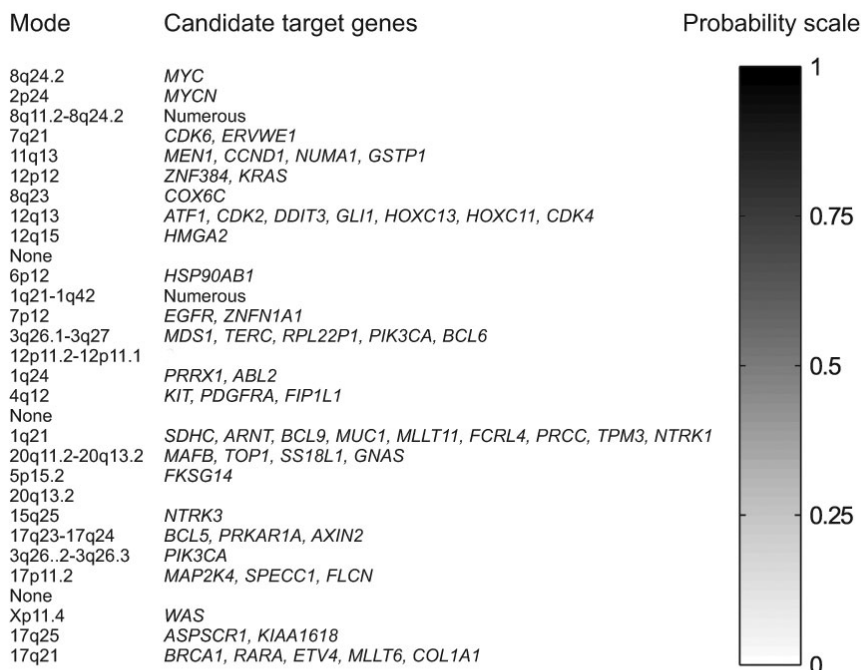 Mode Candidate target genes Probability scale
8q24.2 MYC
2p24 MYCN
8q11.2-8q24.2 Numerous
7q21 CDK6, ERVWE1
11q13 MEN1, CCND1, NUMA1, GSTP1
12p12 ZNF384, KRAS
8q23 COX6C
12q13 ATF1, CDK2, DDIT3, GLI1, HOXC13, HOXC11, CDK4
12q15 HMGA2
None
6p12 HSP90AB1
1q21-1q42 Numerous
7p12 EGFR, ZNFN1A1
3q26.1-3q27 MDS1, TERC, RPL22P1, PIK3CA, BCL6
12p11.2-12p11.1
1q24 PRRX1, ABL2
4q12 KIT, PDGFRA, FIP1L1
None
1q21 SDHC, ARNT, BCL9, MUC1, MLLT11, FCRL4, PRCC, TPM3, NTRK1
20q11.2-20q13.2 MAFB, TOP1, SS18L1, GNAS
5p15.2 FKSG14
20q13.2
15q25 NTRK3
17q23-17q24 BCL5, PRKAR1A, AXIN2
3q26..2-3q26.3 PIK3CA
17p11.2 MAP2K4, SPECC1, FLCN
None
Xp11.4 WAS
17q25 ASPSCR1, KIAA1618
17q21 BRCA1, RARA, ETV4, MLLT6, COL1A1
1
0.75
0.5
0.25
0